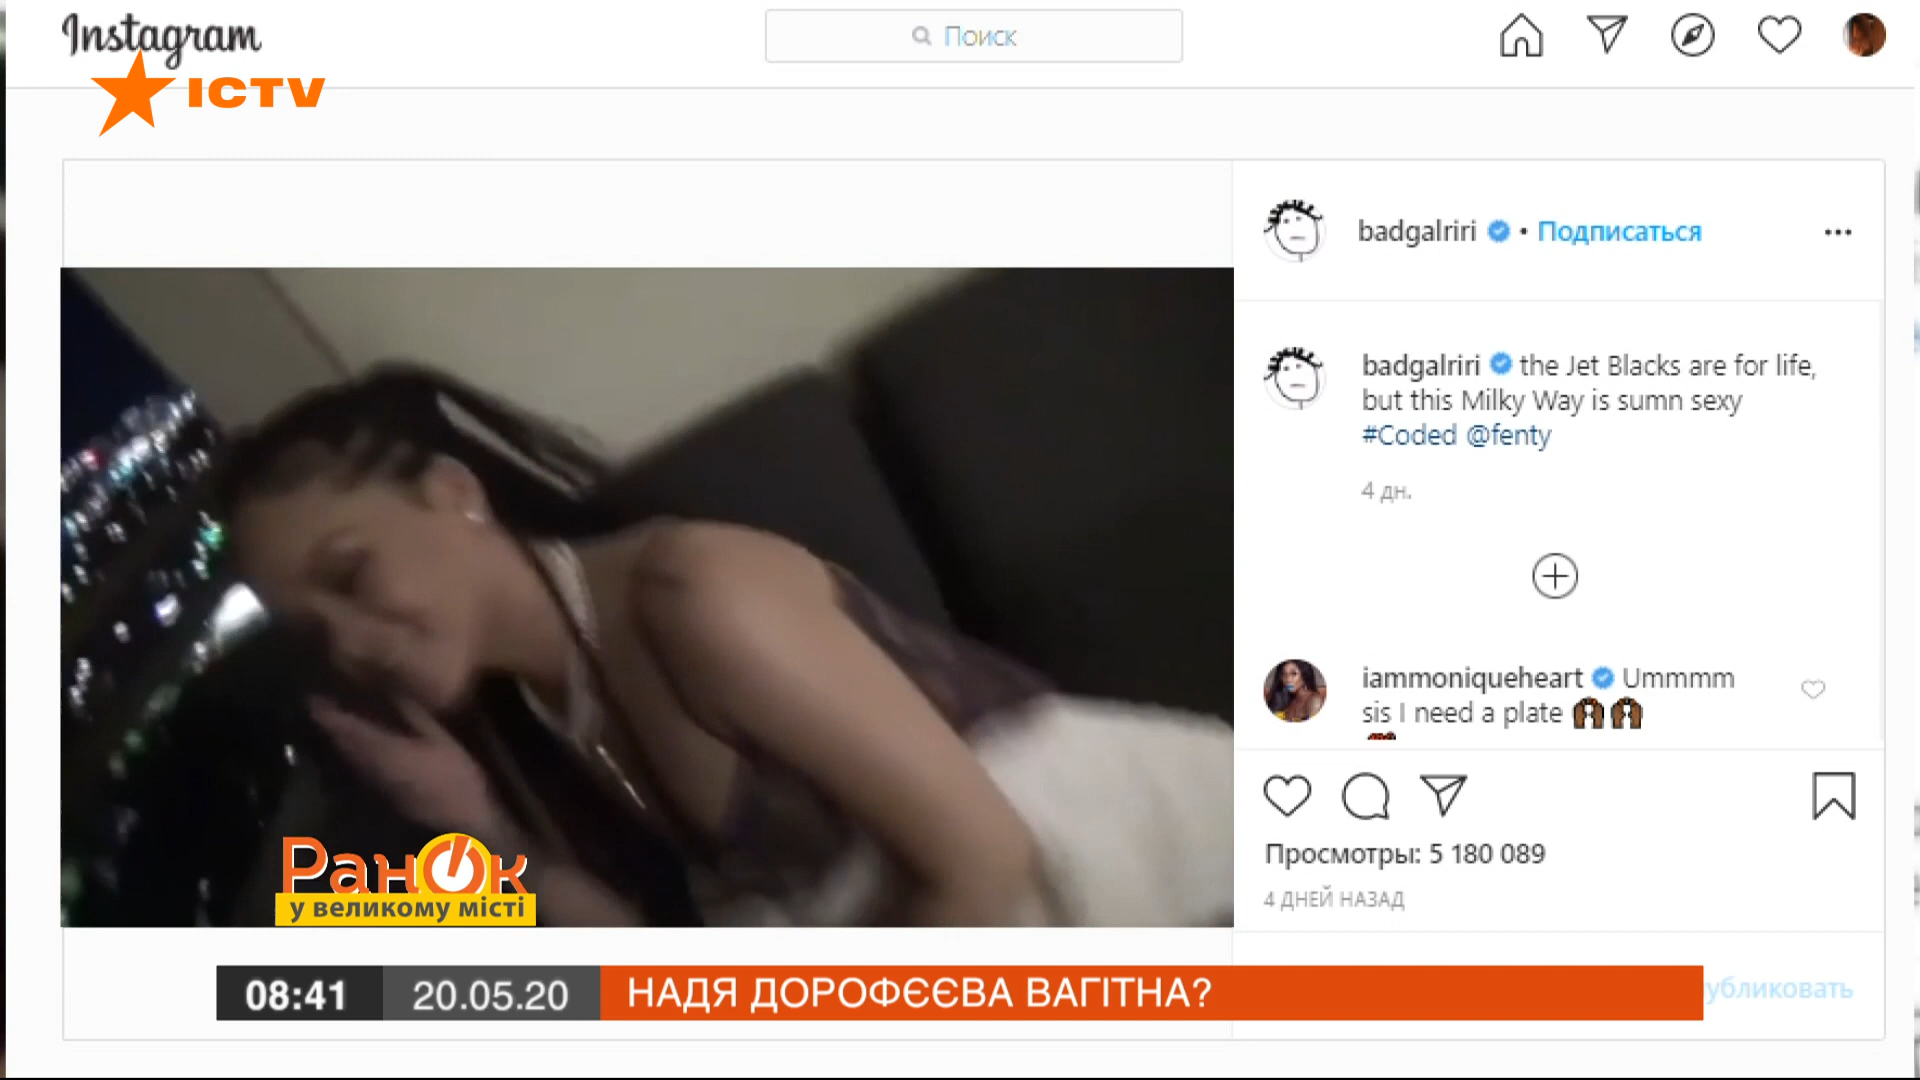 Instagram
Поиск
ICTV
badgalriri • Подписаться
badgalriri the Jet Blacks are for life,
but this Milky Way is sumn sexy
#Coded @fenty
4 дн.
iammoniqueheart Ummmm
sis I need a plate
Просмотры: 5 180 089
4 ДНЕЙ НАЗАД
Ранок
у великому місті
08:41 20.05.20 НАДЯ ДОРОФЄЄВА ВАГІТНА?
убликовать